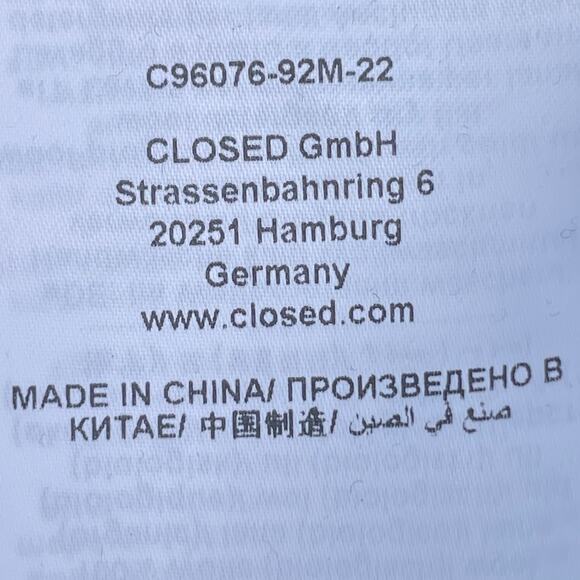 C96076-92M-22
CLOSED GmbH
Strassenbahnring 6
20251 Hamburg
Germany
www.closed.com
MADE IN CHINA/ ПРОИЗВЕДЕНО В
КИТАЕ/ 中国制造/ صنع في الصين